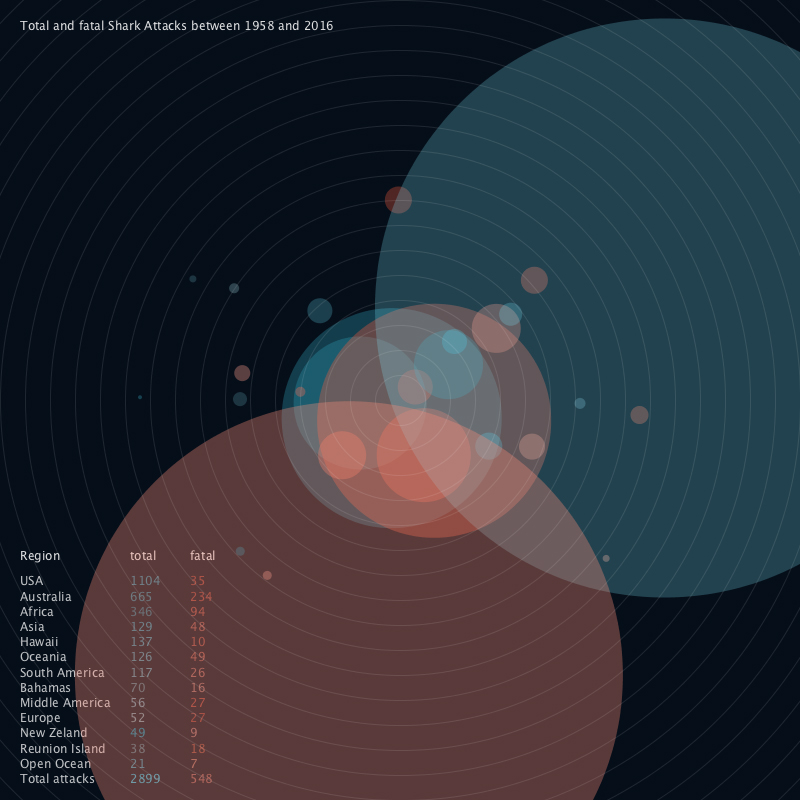 Total and fatal Shark Attacks between 1958 and 2016
Region total fatal
USA 1104 35
Australia 665 234
Africa 346 94
Asia 129 48
Hawaii 137 10
Oceania 126 49
South America 117 26
Bahamas 70 16
Middle America 56 27
Europe 52 27
New Zeland 49 9
Reunion Island 38 18
Open Ocean 21 7
Total attacks 2899 548